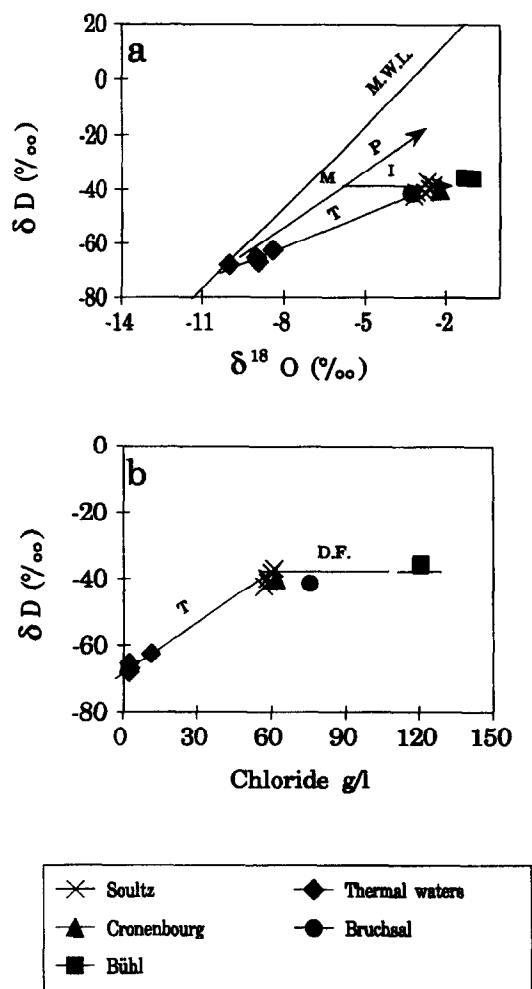 a
20
0
-20
-40
-60
-80
δ D (‰)
M.W.L.
P
M
I
T
-14 -11 -8 -5 -2
δ 18 O (‰)
b
0
-20
-40
-60
-80
δ D (‰)
D.F.
T
0 30 60 90 120 150
Chloride g/l
Soultz Thermal waters
Cronenbourg Bruchsal
Bühl